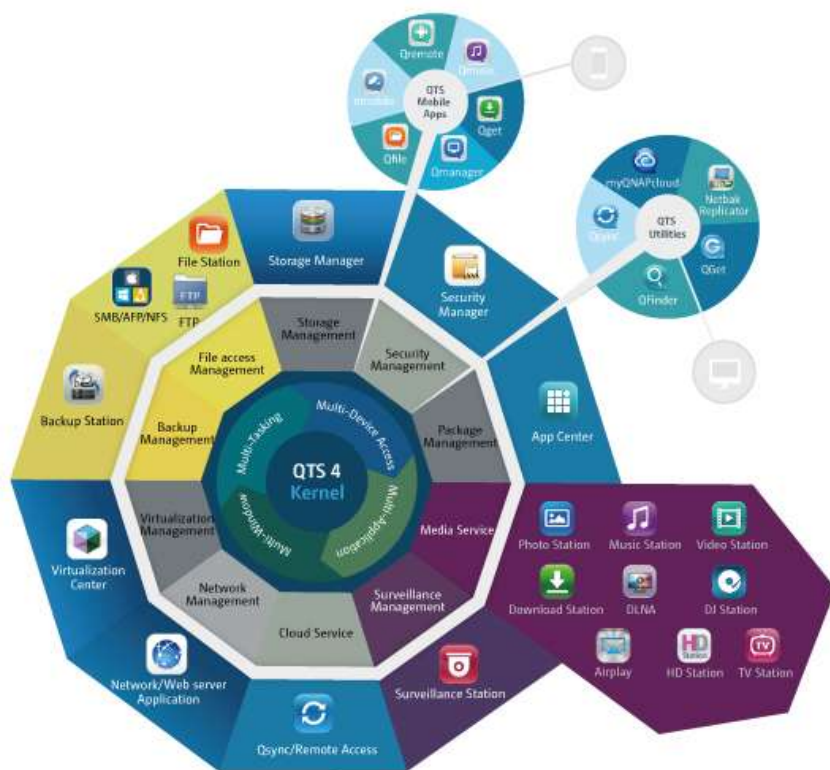 Qremote
Qmusic
QTS
Mobile
Apps
Qget
Qfile
Qmanager
myQNAPcloud
Netbak
Replicator
Qsync
QTS
Utilities
QGet
QFinder
File Station
Storage Manager
SMB/AFP/NFS
FTP
FTP
Security
Manager
Storage
Management
File access
Management
Security
Management
Backup Station
Backup
Management
Multi-Tasking
Multi-Device Access
Package
Management
App Center
QTS 4
Kernel
Multi-Window
Multi-Application
Virtualization
Management
Media Service
Virtualization
Center
Photo Station
Music Station
Video Station
Network
Management
Surveillance
Management
Download Station
DLNA
DJ Station
Cloud Service
HD
Station
TV
Airplay
HD Station
TV Station
Network/Web server
Application
Surveillance Station
Qsync/Remote Access